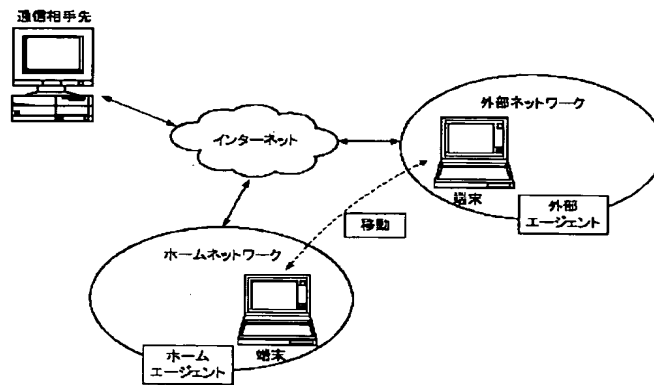 通信相手先
インターネット
外部ネットワーク
端末
外部
エージェント
移動
ホームネットワーク
端末
ホーム
エージェント